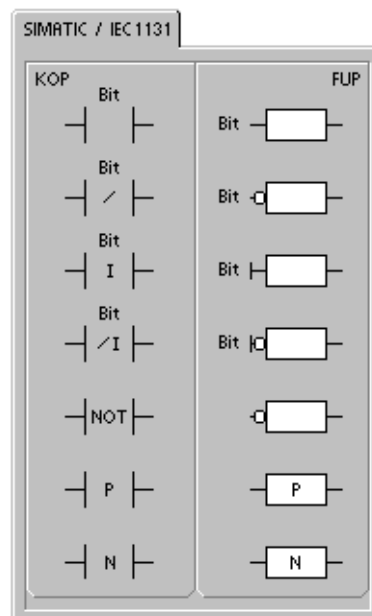 SIMATIC / IEC1131
KOP FUP
Bit
Bit
Bit
/ Bit
Bit
I Bit
Bit
/I Bit
NOT
P P
N N